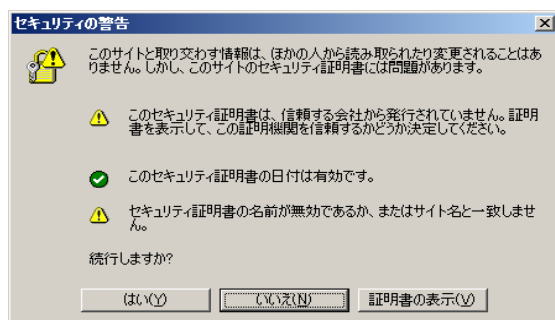 セキュリティの警告
このサイトと取り交わす情報は、ほかの人から読み取られたり変更されることはあ
りません。しかし、このサイトのセキュリティ証明書には問題があります。
このセキュリティ証明書は、信頼する会社から発行されていません。証明
書を表示して、この証明機関を信頼するかどうか決定してください。
このセキュリティ証明書の日付は有効です。
セキュリティ証明書の名前が無効であるか、またはサイト名と一致しませ
ん。
続行しますか?
はい(Y) いいえ(N) 証明書の表示(V)